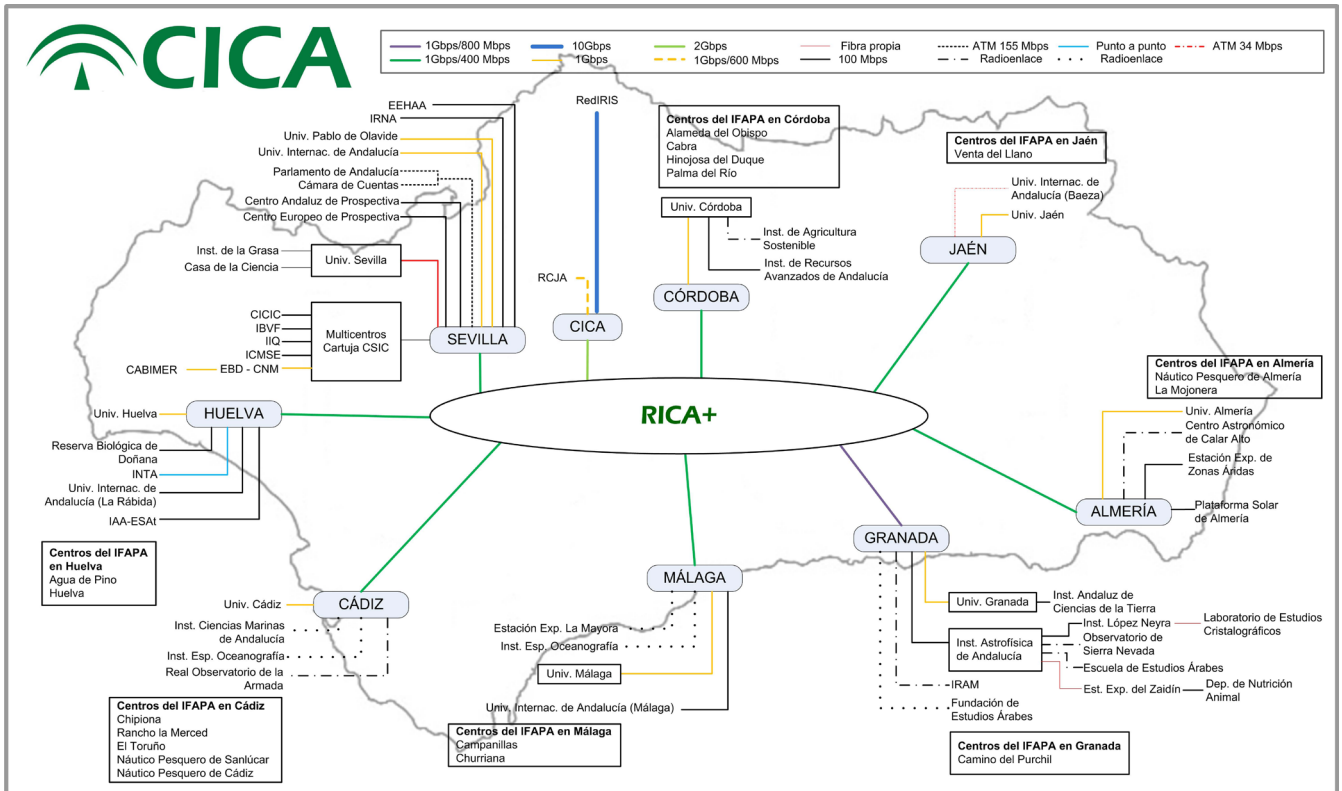 CICA
1Gbps/800 Mbps
10Gbps
2Gbps
Fibra propia
ATM 155 Mbps
Punto a punto
ATM 34 Mbps
1Gbps/400 Mbps
1Gbps
1Gbps/600 Mbps
100 Mbps
Radioenlace
Radioenlace
EEHAA
IRNA
Univ. Pablo de Olavide
Univ. Internac. de Andalucía
Parlamento de Andalucía
Cámara de Cuentas
Centro Andaluz de Prospectiva
Centro Europeo de Prospectiva
Inst. de la Grasa
Casa de la Ciencia
Univ. Sevilla
CICIC
IBVF
IIQ
ICMSE
EBD - CNM
CABIMER
Multicentros
Cartuja CSIC
SEVILLA
RedIRIS
RCJA
CICA
Centros del IFAPA en Córdoba
Alameda del Obispo
Cabra
Hinojosa del Duque
Palma del Río
Univ. Córdoba
Inst. de Agricultura
Sostenible
Inst. de Recursos
Avanzados de Andalucía
CÓRDOBA
Centros del IFAPA en Jaén
Venta del Llano
Univ. Internac. de
Andalucía (Baeza)
Univ. Jaén
JAÉN
RICA+
Univ. Huelva
HUELVA
Reserva Biológica de
Doñana
INTA
Univ. Internac. de
Andalucía (La Rábida)
IAA-ESAt
Centros del IFAPA
en Huelva
Agua de Pino
Huelva
Centros del IFAPA en Almería
Náutico Pesquero de Almería
La Mojonera
Univ. Almería
Centro Astronómico
de Calar Alto
Estación Exp. de
Zonas Áridas
ALMERÍA
Plataforma Solar
de Almería
Univ. Cádiz
CÁDIZ
Inst. Ciencias Marinas
de Andalucía
Inst. Esp. Oceanografía
Real Observatorio de la
Armada
Centros del IFAPA en Cádiz
Chipiona
Rancho la Merced
El Toruño
Náutico Pesquero de Sanlúcar
Náutico Pesquero de Cádiz
MÁLAGA
Estación Exp. La Mayora
Inst. Esp. Oceanografía
Univ. Málaga
Univ. Internac. de Andalucía (Málaga)
Centros del IFAPA en Málaga
Campanillas
Churriana
GRANADA
Univ. Granada
Inst. Andaluz de
Ciencias de la Tierra
Inst. Astrofísica
de Andalucía
Inst. López Neyra
Laboratorio de Estudios
Cristalográficos
Observatorio de
Sierra Nevada
Escuela de Estudios Árabes
Est. Exp. del Zaidín
Dep. de Nutrición
Animal
IRAM
Fundación de
Estudios Árabes
Centros del IFAPA en Granada
Camino del Purchil